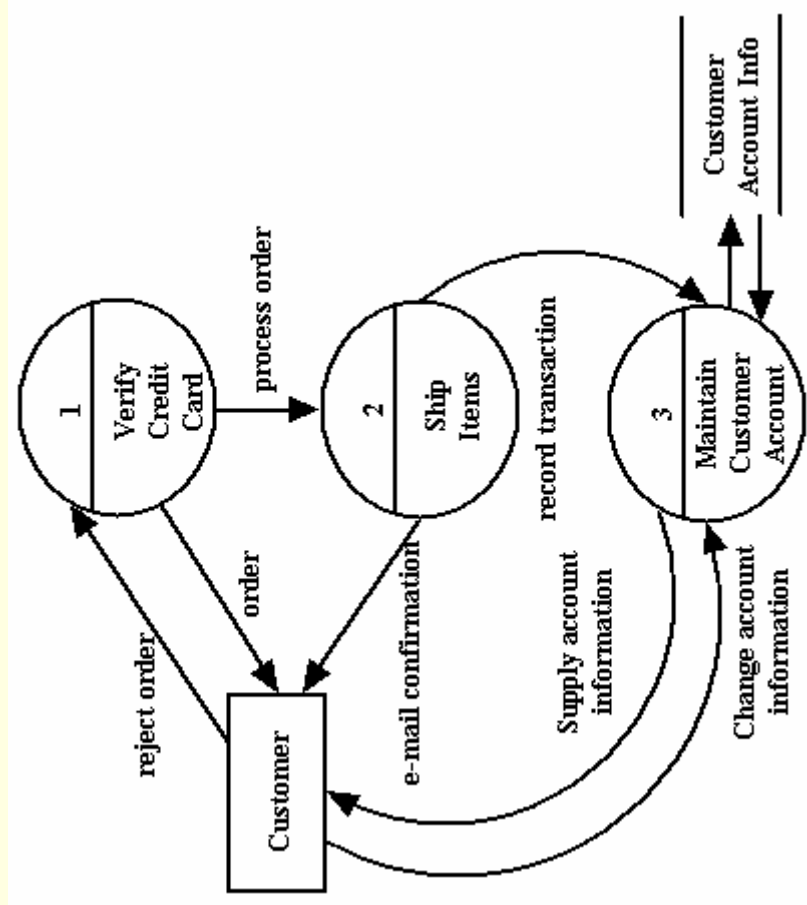 reject order
order
e-mail confirmation
Customer
1
Verify
Credit
Card
process order
2
Ship
Items
record transaction
Supply account
information
Change account
information
3
Maintain
Customer
Account
Customer
Account Info